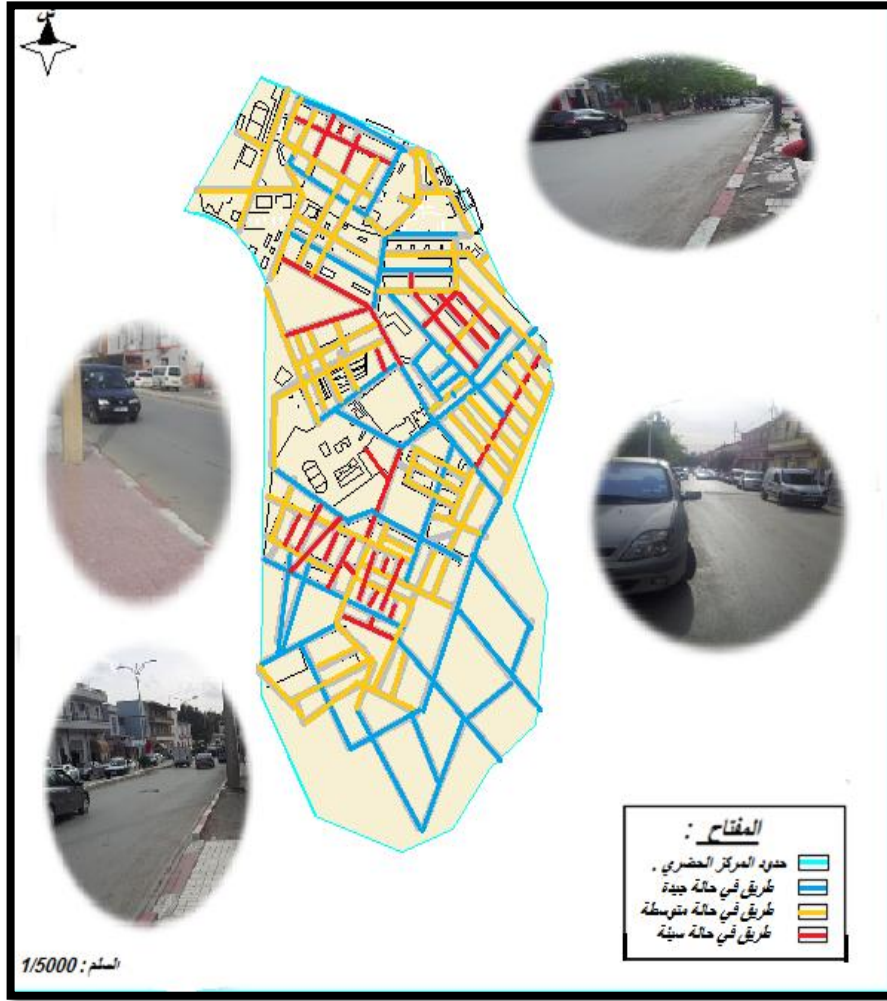 ش
المفتاح :
حدود المركز الحضري .
طريق في حالة جيدة
طريق في حالة متوسطة
طريق في حالة سيئة
السلم : 1/5000